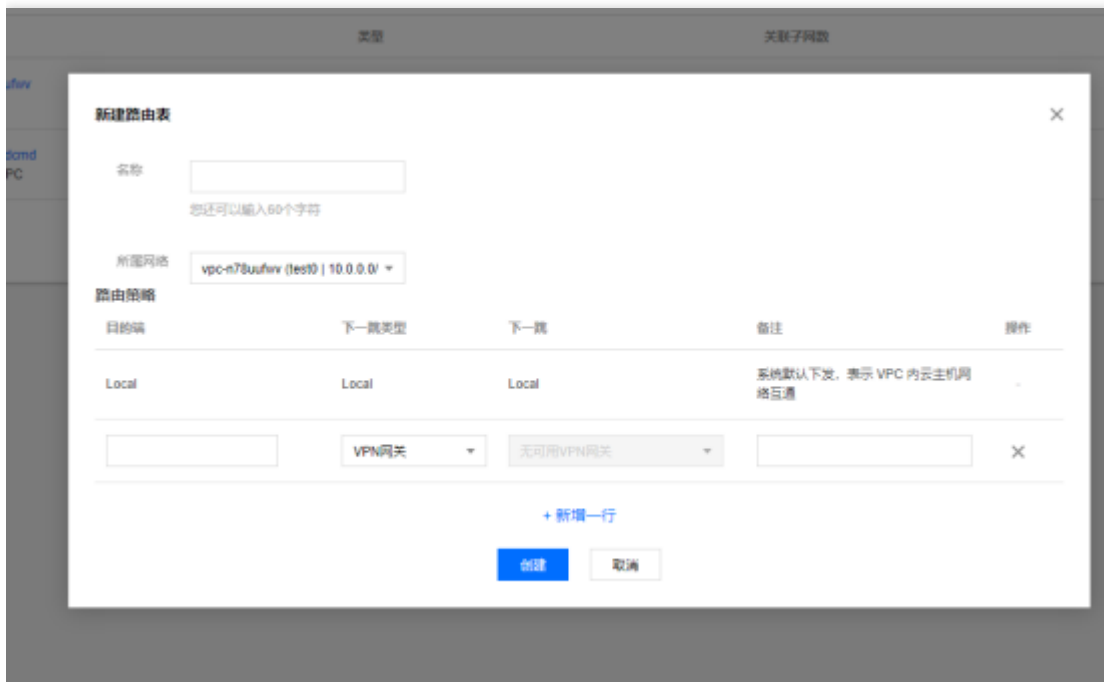 类型 关联子网数
ufwv
dcmd
PC
新建路由表
名称
您还可以输入60个字符
所属网络 vpc-n78uufwv (test0 | 10.0.0.0/
路由策略
目的端 下一跳类型 下一跳 备注 操作
Local Local Local 系统默认下发，表示 VPC 内云主机网
络互通 -
VPN网关 无可用VPN网关
+ 新增一行
创建 取消